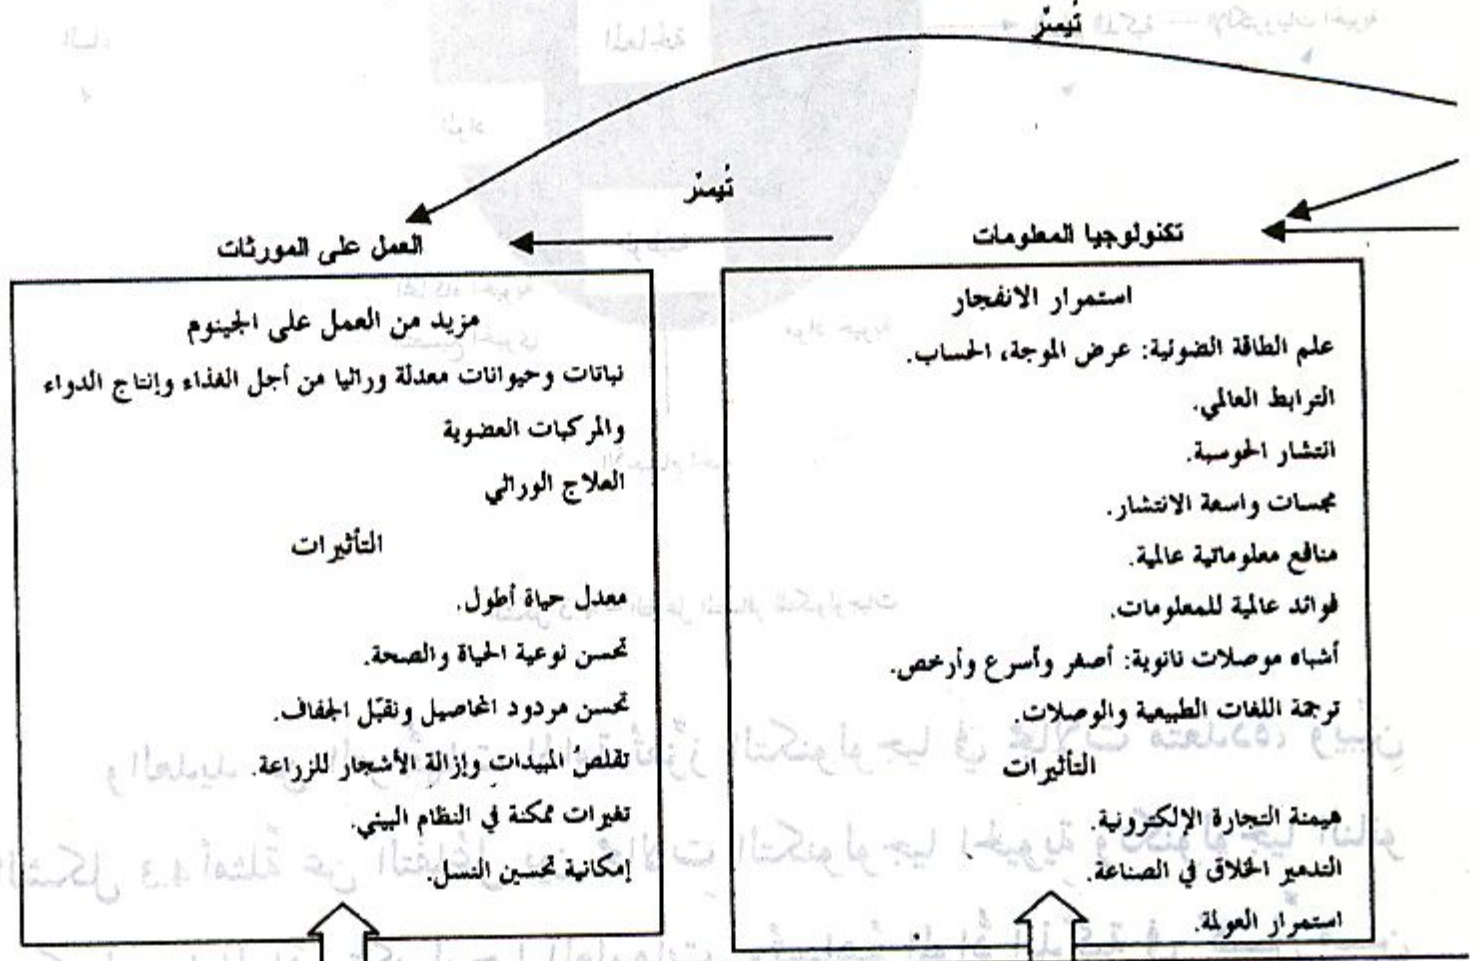 تُيسّر
تُيسّر
تكنولوجيا المعلومات
استمرار الانفجار
علم الطاقة الضوئية: عرض الموجة، الحساب.
الترابط العالمي.
انتشار الحوسبة.
مجسات واسعة الانتشار.
منافع معلوماتية عالمية.
فوائد عالمية للمعلومات.
أشباه موصلات نانوية: أصغر وأسرع وأرخص.
ترجمة اللغات الطبيعية والوصلات.
التأثيرات
هيمنة التجارة الإلكترونية.
التدمير الخلاق في الصناعة.
استمرار العولمة.
العمل على المورثات
مزيد من العمل على الجينوم
نباتات وحيوانات معدلة وراثيا من أجل الغذاء وإنتاج الدواء
والمركبات العضوية
العلاج الوراثي
التأثيرات
معدل حياة أطول.
تحسن نوعية الحياة والصحة.
تحسن مردود المحاصيل وتقبّل الجفاف.
تقلصُ المبيداتِ وإزالةِ الأشجار للزراعة.
تغيرات ممكنة في النظام البيئي.
إمكانية تحسين النسل.